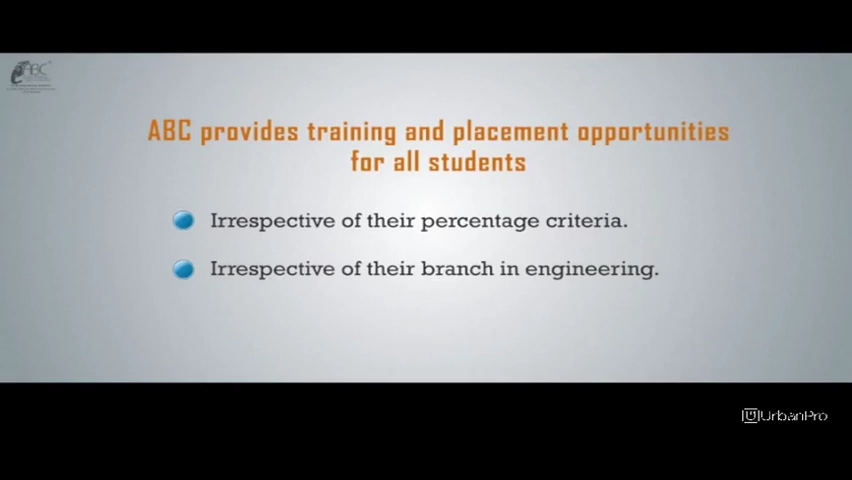 ABC
ABC provides training and placement opportunities
for all students
Irrespective of their percentage criteria.
Irrespective of their branch in engineering.
UrbanPro